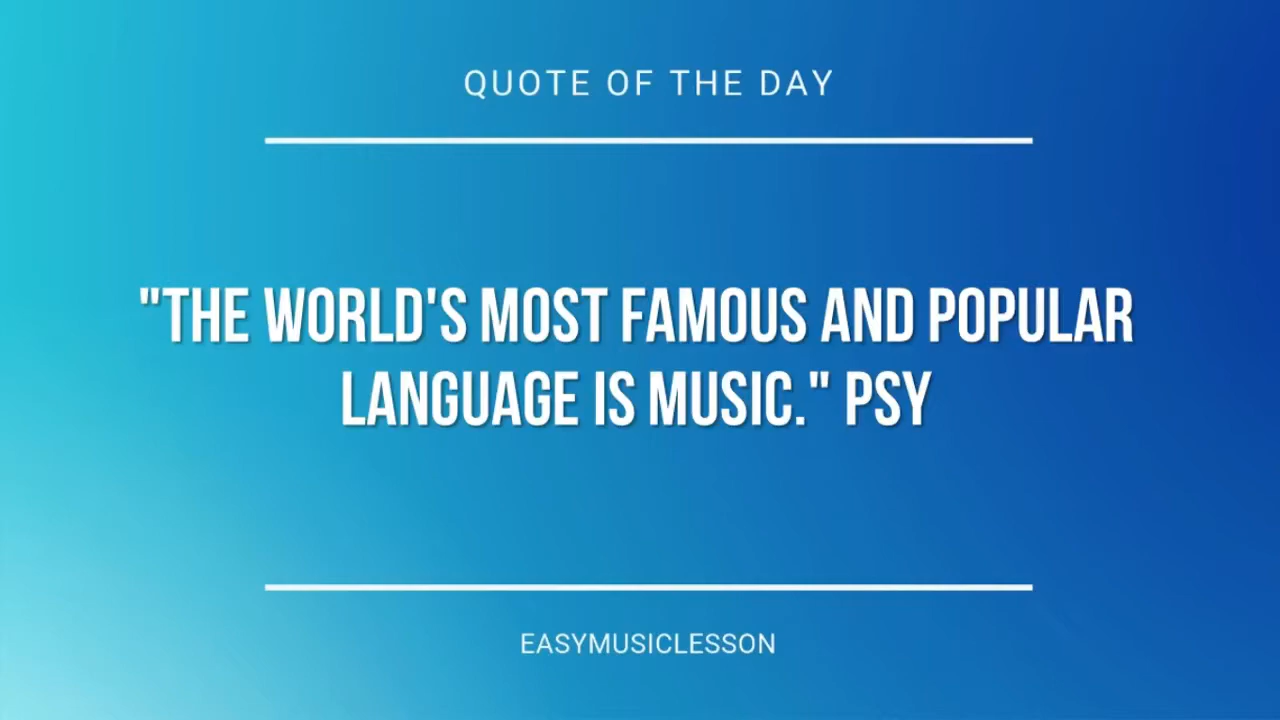 QUOTE OF THE DAY
"THE WORLD'S MOST FAMOUS AND POPULAR
LANGUAGE IS MUSIC." PSY
EASYMUSICLESSON